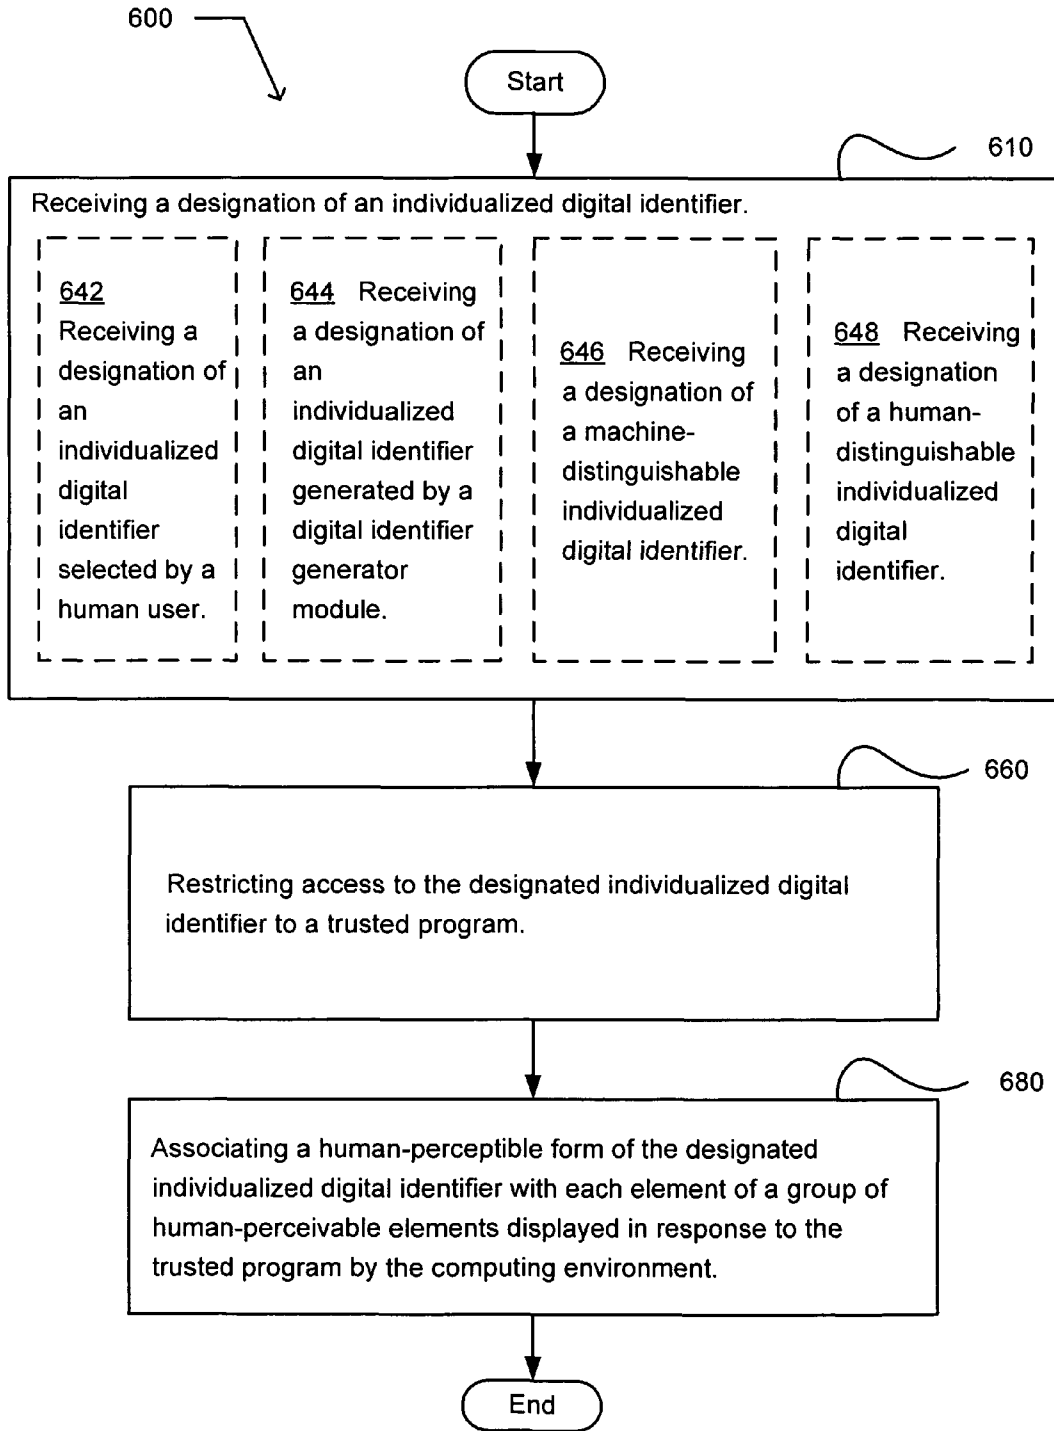 600
Start
610
Receiving a designation of an individualized digital identifier.
642
Receiving a
designation of
an
individualized
digital
identifier
selected by a
human user.
644 Receiving
a designation of
an
individualized
digital identifier
generated by a
digital identifier
generator
module.
646 Receiving
a designation of
a machine-
distinguishable
individualized
digital identifier.
648 Receiving
a designation
of a human-
distinguishable
individualized
digital
identifier.
660
Restricting access to the designated individualized digital
identifier to a trusted program.
680
Associating a human-perceptible form of the designated
individualized digital identifier with each element of a group of
human-perceivable elements displayed in response to the
trusted program by the computing environment.
End